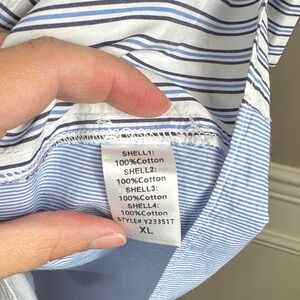 SHELL1:
100%Cotton
SHELL2:
100%Cotton
SHELL3:
100%Cotton
SHELL4:
100%Cotton
STYLE# Y23351T
XL